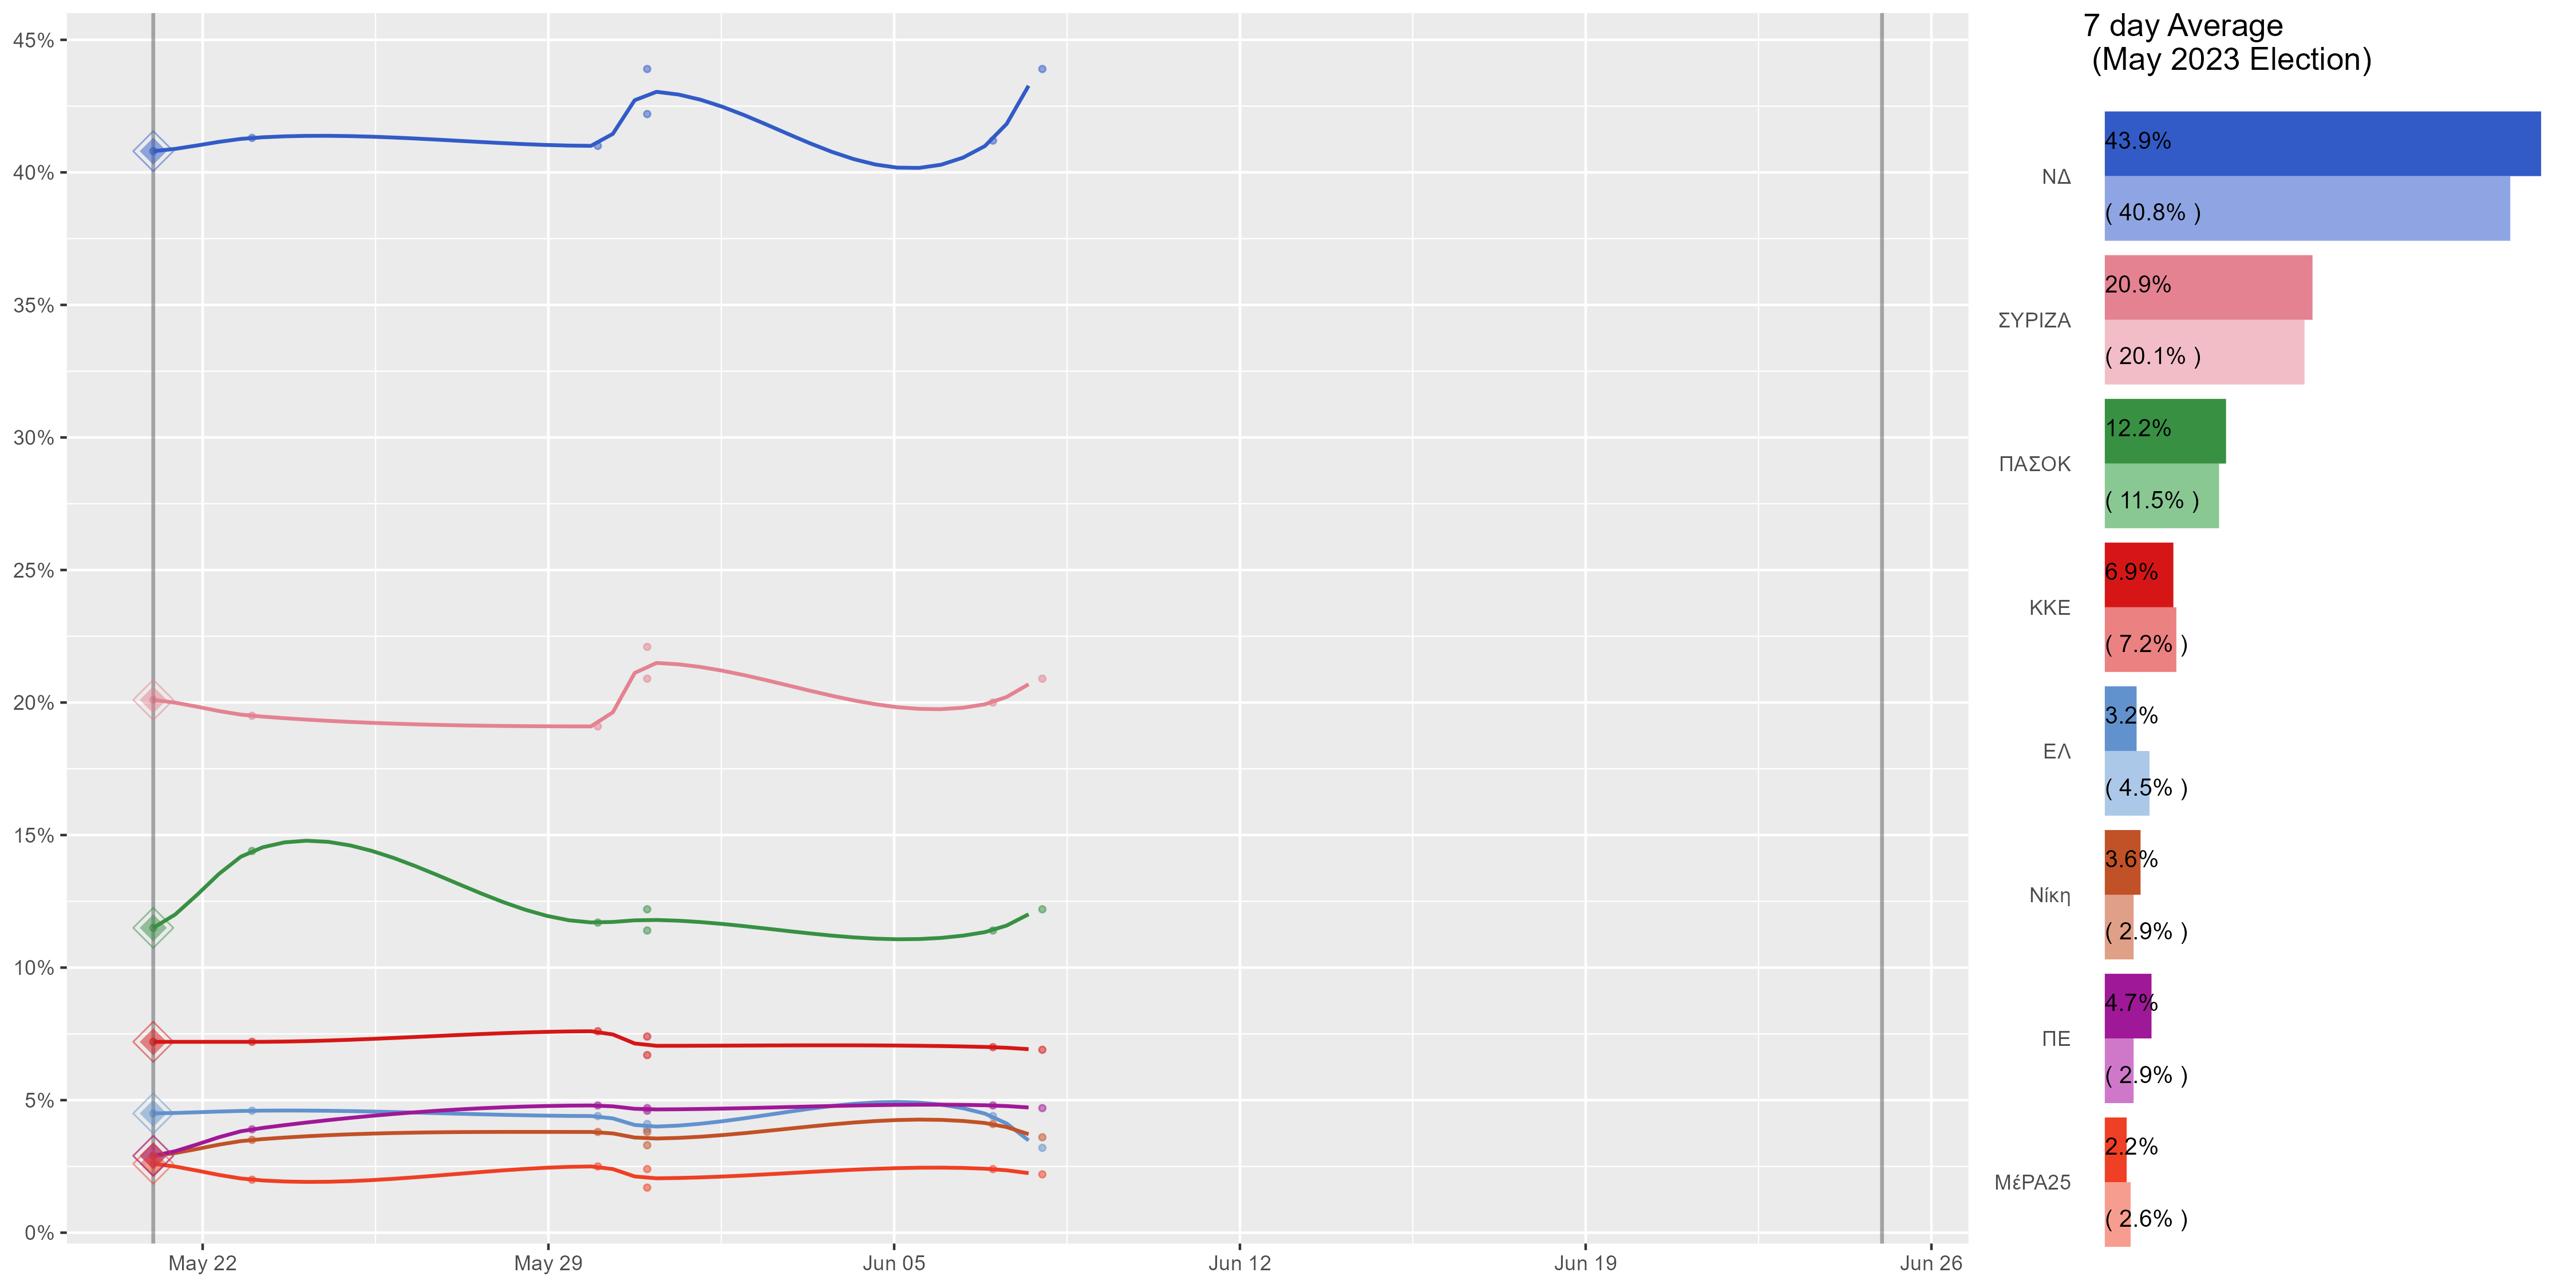 45%
40%
35%
30%
25%
20%
15%
10%
5%
0%
May 22
May 29
Jun 05
Jun 12
Jun 19
Jun 26
7 day Average
(May 2023 Election)
ΝΔ
43.9%
( 40.8% )
ΣΥΡΙΖΑ
20.9%
( 20.1% )
ΠΑΣΟΚ
12.2%
( 11.5% )
ΚΚΕ
6.9%
( 7.2% )
ΕΛ
3.2%
( 4.5% )
Νίκη
3.6%
( 2.9% )
ΠΕ
4.7%
( 2.9% )
ΜέΡΑ25
2.2%
( 2.6% )